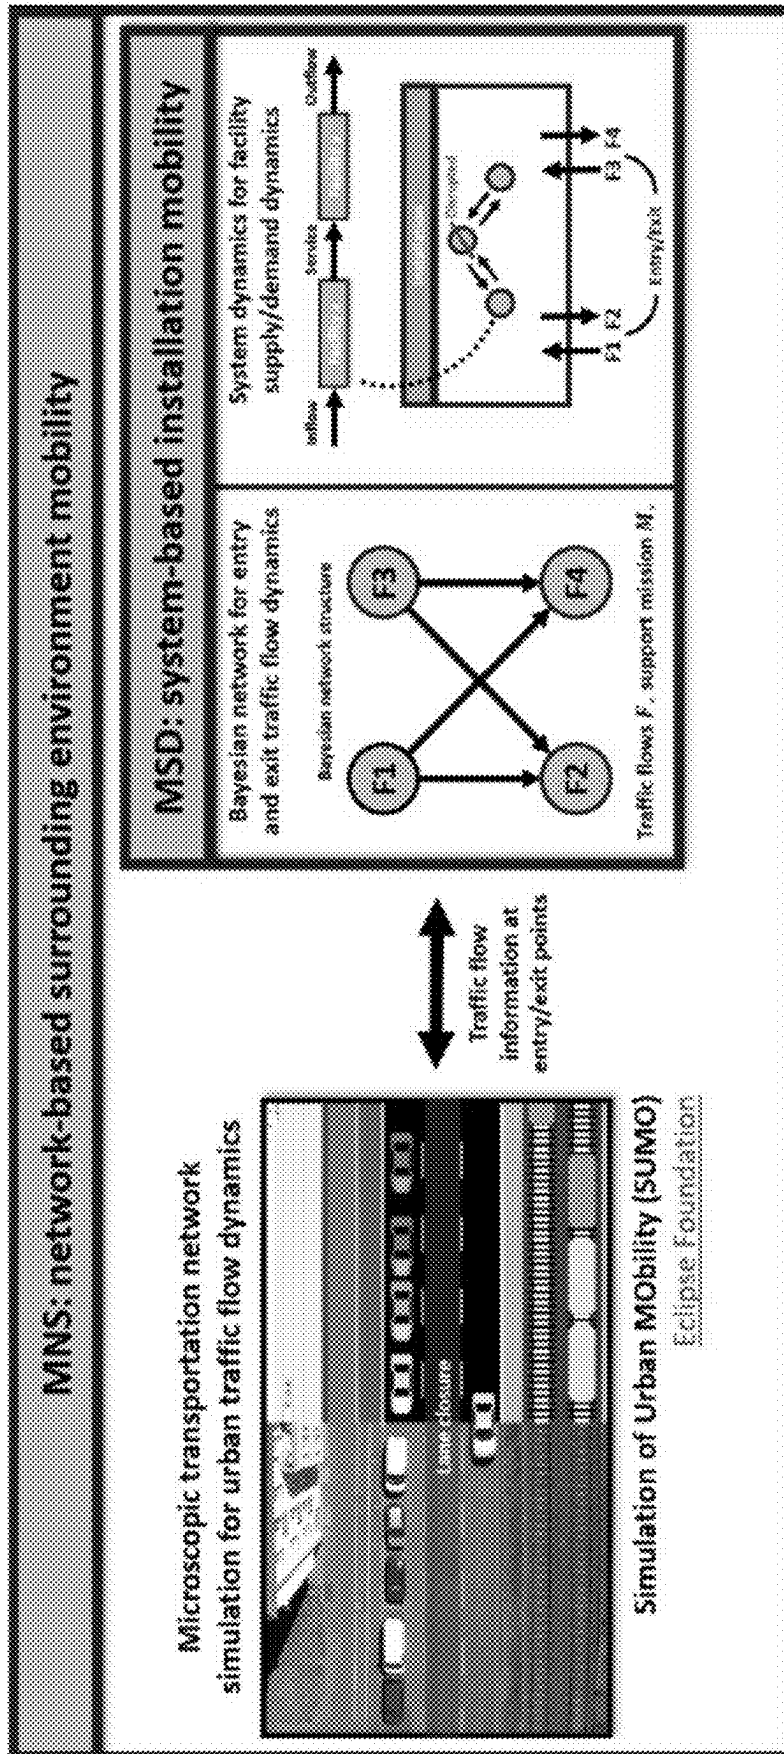 MNS: network-based surrounding environment mobility
Microscopic transportation network
simulation for urban traffic flow dynamics
Lane closure
Simulation of Urban MObility (SUMO)
Eclipse Foundation
Traffic flow
information at
entry/exit points
MSD: system-based installation mobility
Bayesian network for entry
and exit traffic flow dynamics
Bayesian network structure
F1
F3
F2
F4
Traffic flows F, support mission M.
System dynamics for facility
supply/demand dynamics
Inflow
Service
Outflow
Disrupted
F1 F2
F3 F4
Entry/Exit